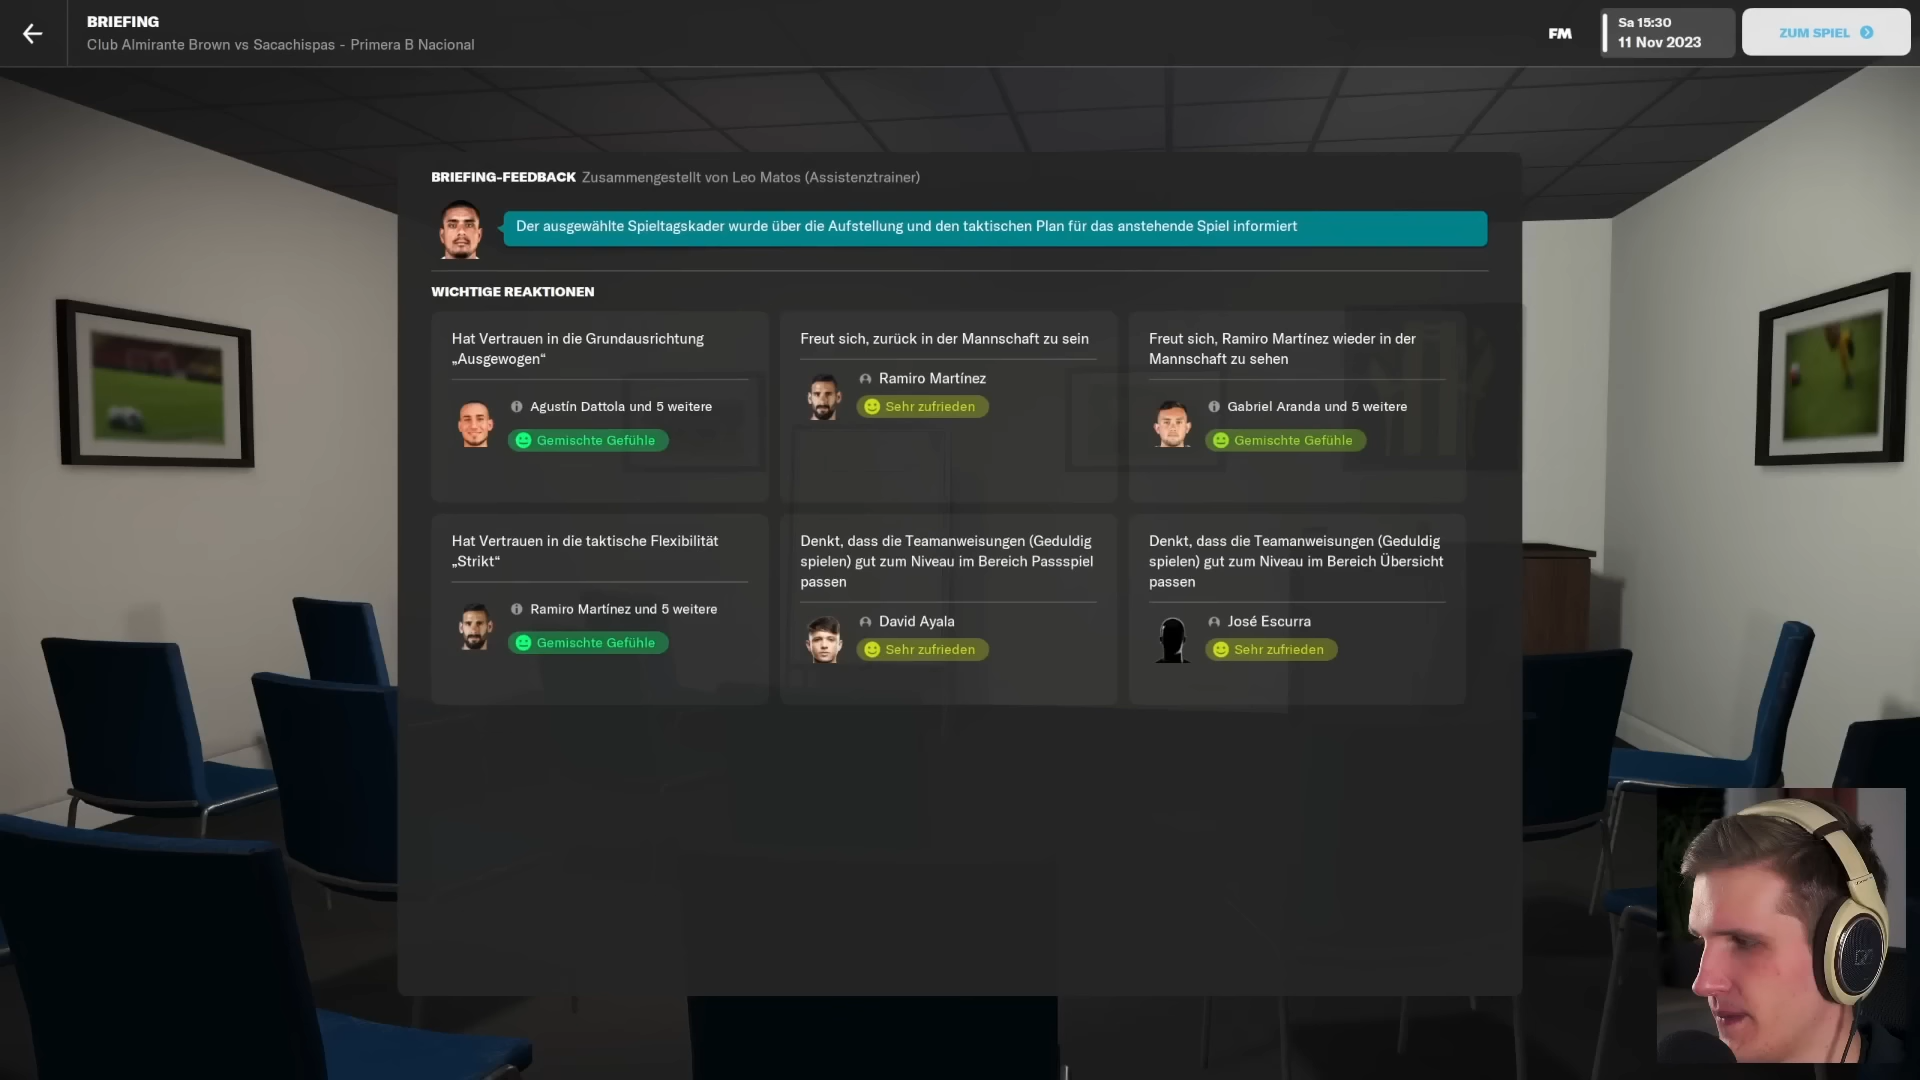 BRIEFING
Club Almirante Brown vs Sacachispas - Primera B Nacional
FM
Sa 15:30
11 Nov 2023
ZUM SPIEL
BRIEFING-FEEDBACK Zusammengestellt von Leo Matos (Assistenztrainer)
Der ausgewählte Spieltagskader wurde über die Aufstellung und den taktischen Plan für das anstehende Spiel informiert
WICHTIGE REAKTIONEN
Hat Vertrauen in die Grundausrichtung
„Ausgewogen“
Agustín Dattola und 5 weitere
Gemischte Gefühle
Freut sich, zurück in der Mannschaft zu sein
Ramiro Martínez
Sehr zufrieden
Freut sich, Ramiro Martínez wieder in der
Mannschaft zu sehen
Gabriel Aranda und 5 weitere
Gemischte Gefühle
Hat Vertrauen in die taktische Flexibilität
„Strikt“
Ramiro Martínez und 5 weitere
Gemischte Gefühle
Denkt, dass die Teamanweisungen (Geduldig
spielen) gut zum Niveau im Bereich Passspiel
passen
David Ayala
Sehr zufrieden
Denkt, dass die Teamanweisungen (Geduldig
spielen) gut zum Niveau im Bereich Übersicht
passen
José Escurra
Sehr zufrieden